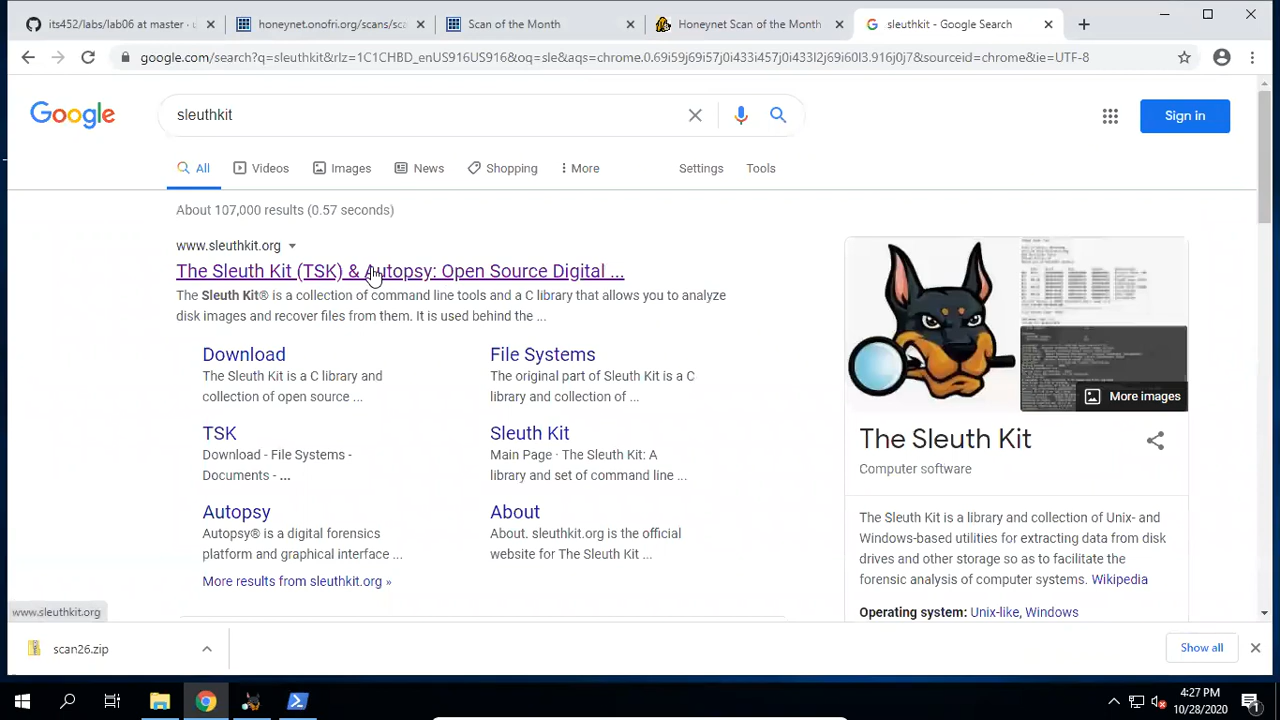 its452/labs/lab06 at master · u
honeynet.onofri.org/scans/sca
Scan of the Month
Honeynet Scan of the Month
sleuthkit - Google Search
google.com/search?q=sleuthkit&rlz=1C1CHBD_enUS916US916&oq=sle&aqs=chrome.0.69i59j69i57j0i433i457j0i433l2j69i60l3.916j0j7&sourceid=chrome&ie=UTF-8
Google
sleuthkit
Sign in
All
Videos
Images
News
Shopping
More
Settings
Tools
About 107,000 results (0.57 seconds)
www.sleuthkit.org
The Sleuth Kit (TSK) & Autopsy: Open Source Digital ...
The Sleuth Kit® is a collection of command line tools and a C library that allows you to analyze
disk images and recover files from them. It is used behind the ...
Download
The Sleuth Kit is a C library and
collection of open source ...
File Systems
The original part of Sleuth Kit is a C
library and collection of ...
TSK
Download - File Systems -
Documents - ...
Sleuth Kit
Main Page · The Sleuth Kit: A
library and set of command line ...
Autopsy
Autopsy® is a digital forensics
platform and graphical interface ...
About
About. sleuthkit.org is the official
website for The Sleuth Kit ...
More results from sleuthkit.org »
More images
The Sleuth Kit
Computer software
The Sleuth Kit is a library and collection of Unix- and
Windows-based utilities for extracting data from disk
drives and other storage so as to facilitate the
forensic analysis of computer systems. Wikipedia
Operating system: Unix-like, Windows
www.sleuthkit.org
scan26.zip
Show all
4:27 PM
10/28/2020
1